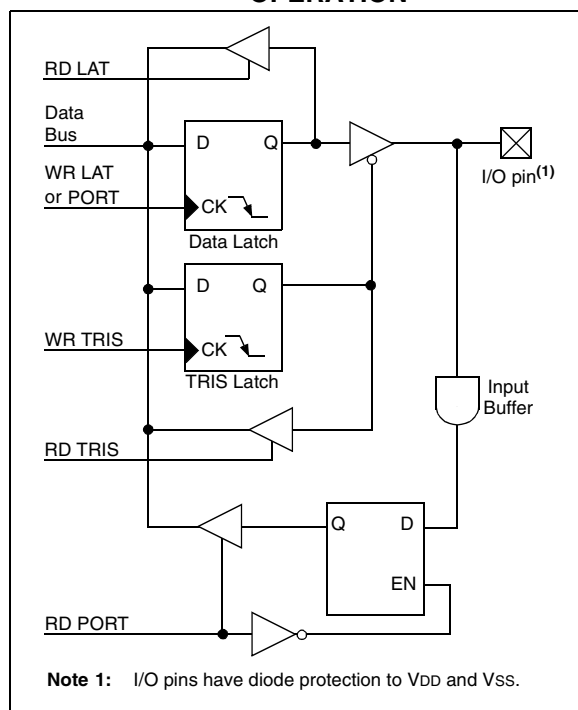 OPERATION
RD LAT
Data
Bus
D
Q
WR LAT
or PORT
CK
I/O pin(1)
Data Latch
D
Q
WR TRIS
CK
TRIS Latch
Input
Buffer
RD TRIS
Q
D
EN
RD PORT
Note 1: I/O pins have diode protection to VDD and VSS.